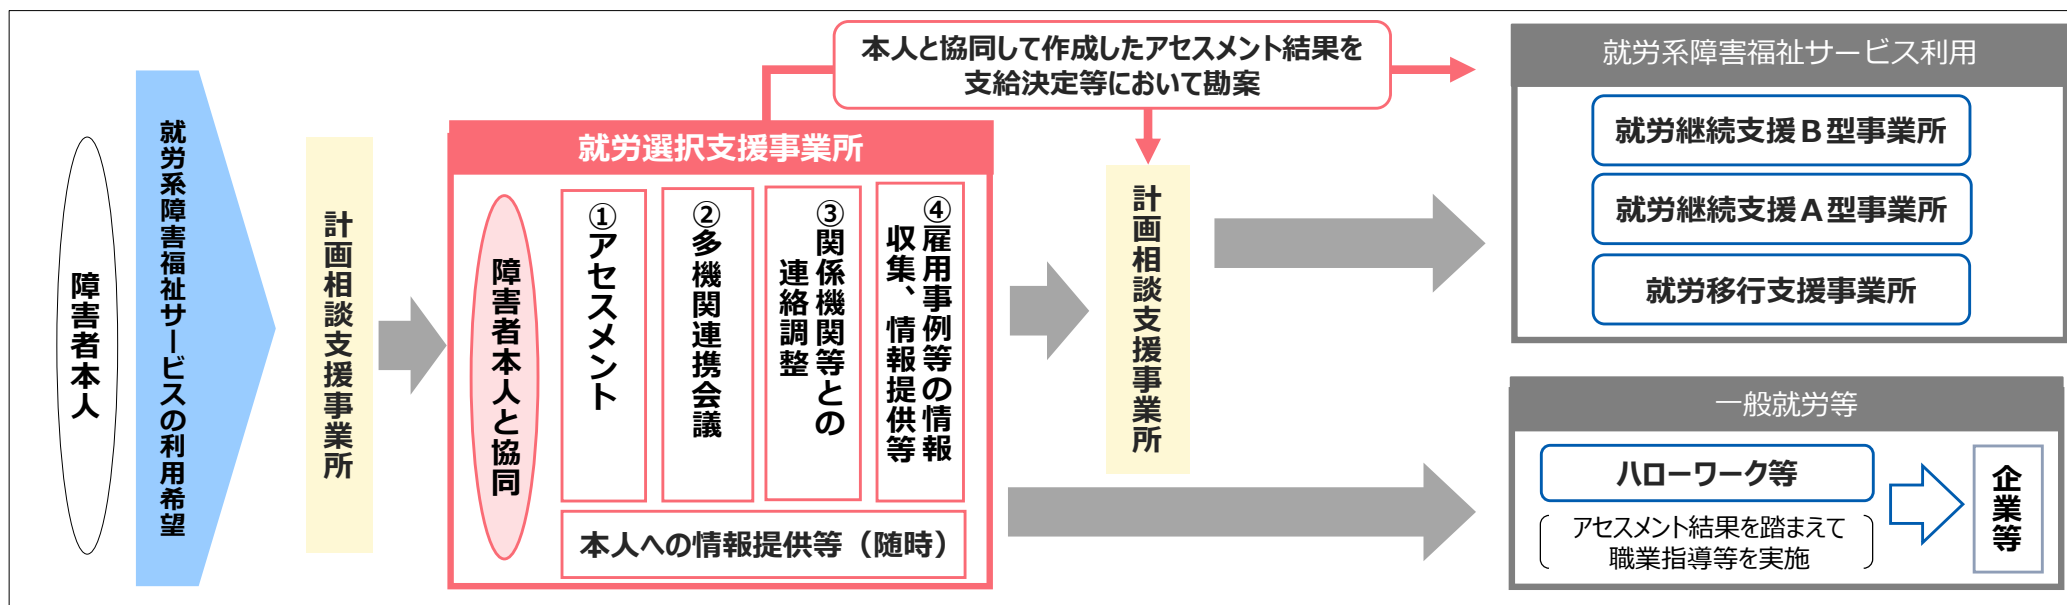 障害者本人
就労系障害福祉サービスの利用希望
計画相談支援事業所
本人と協同して作成したアセスメント結果を
支給決定等において勘案
就労選択支援事業所
障害者本人と協同
①アセスメント
②多機関連携会議
③関係機関等との
連絡調整
④雇用事例等の情報
収集、情報提供等
本人への情報提供等（随時）
計画相談支援事業所
就労系障害福祉サービス利用
就労継続支援Ｂ型事業所
就労継続支援Ａ型事業所
就労移行支援事業所
一般就労等
ハローワーク等
アセスメント結果を踏まえて
職業指導等を実施
企業等